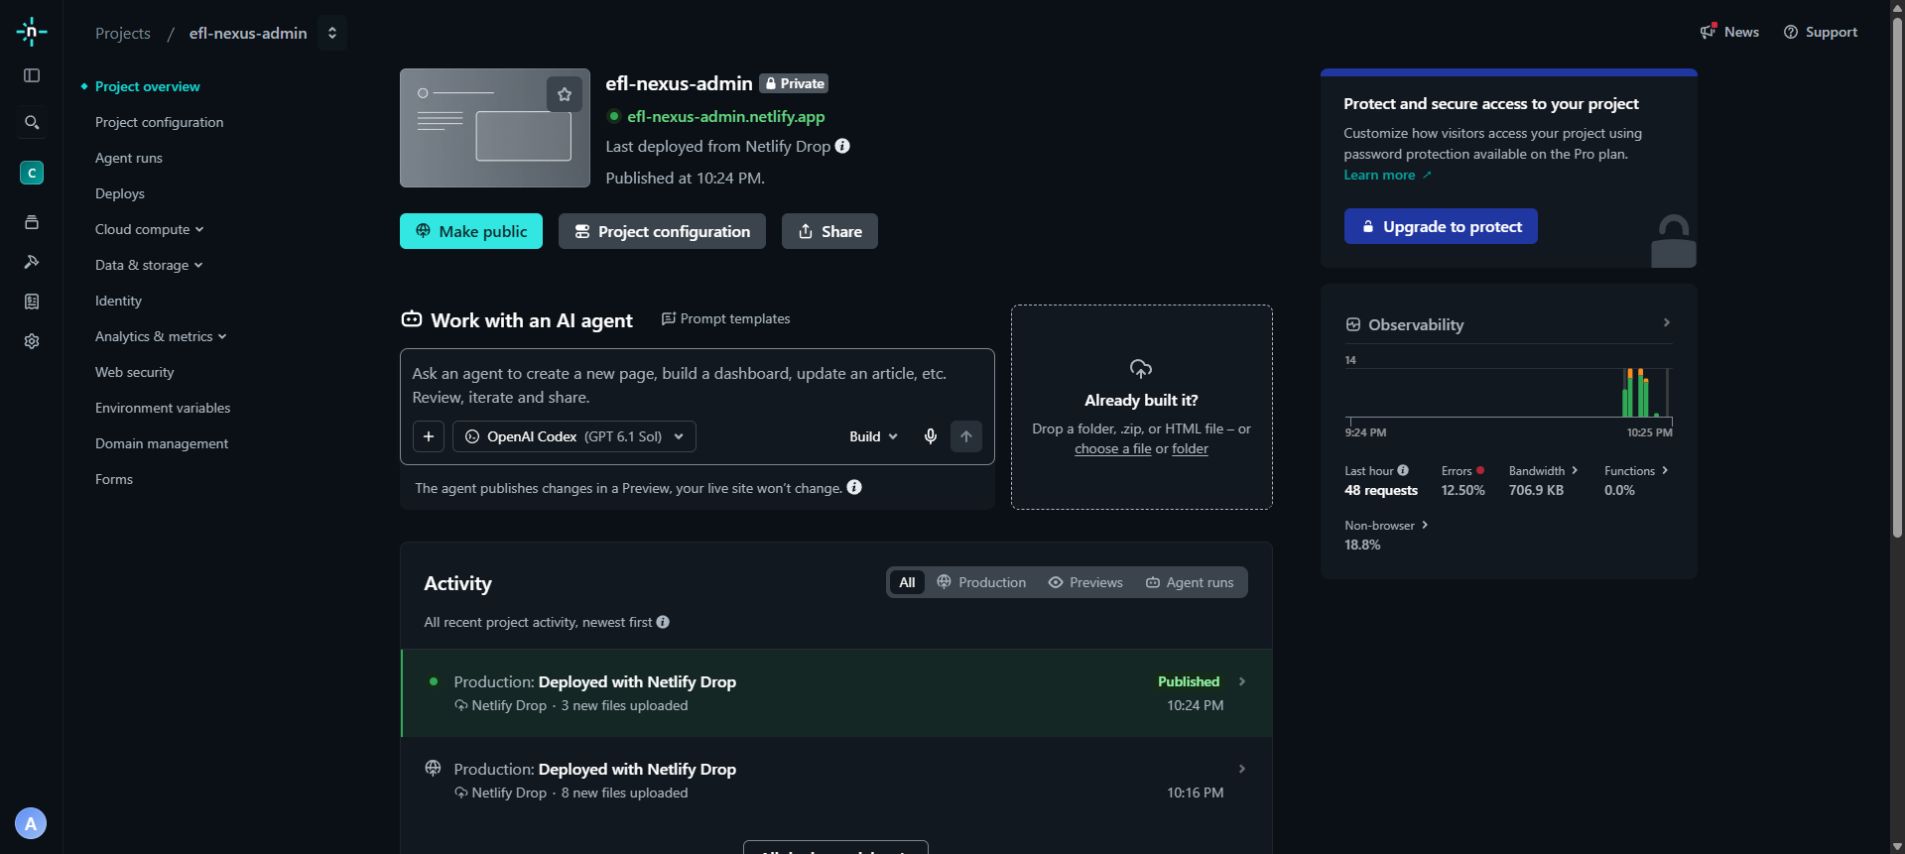 Projects / efl-nexus-admin
News
Support
C
A
Project overview
Project configuration
Agent runs
Deploys
Cloud compute
Data & storage
Identity
Analytics & metrics
Web security
Environment variables
Domain management
Forms
efl-nexus-admin
Private
efl-nexus-admin.netlify.app
Last deployed from Netlify Drop
Published at 10:24 PM.
Make public
Project configuration
Share
Work with an AI agent
Prompt templates
Ask an agent to create a new page, build a dashboard, update an article, etc.
Review, iterate and share.
OpenAI Codex (GPT 6.1 Sol)
Build
The agent publishes changes in a Preview, your live site won't change.
Already built it?
Drop a folder, .zip, or HTML file – or
choose a file or folder
Activity
All
Production
Previews
Agent runs
All recent project activity, newest first
Production: Deployed with Netlify Drop
Published
Netlify Drop · 3 new files uploaded
10:24 PM
Production: Deployed with Netlify Drop
Netlify Drop · 8 new files uploaded
10:16 PM
Protect and secure access to your project
Customize how visitors access your project using
password protection available on the Pro plan.
Learn more
Upgrade to protect
Observability
14
9:24 PM
10:25 PM
Last hour
48 requests
Errors
12.50%
Bandwidth
706.9 KB
Functions
0.0%
Non-browser
18.8%